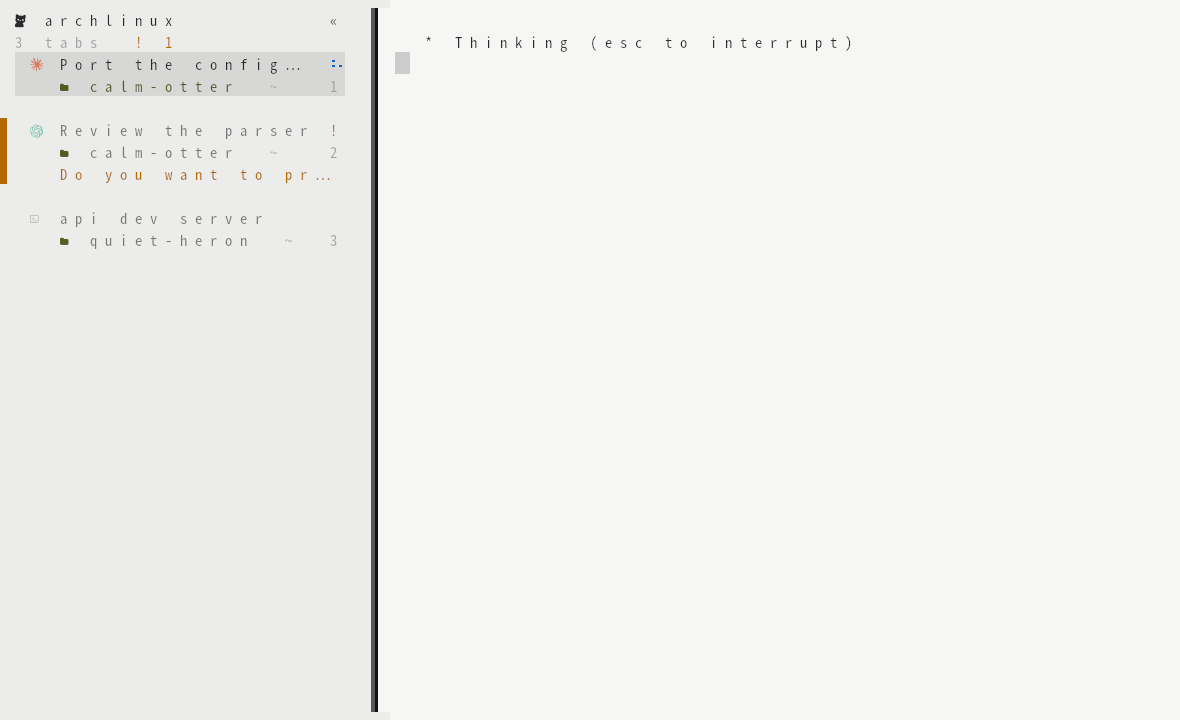 archlinux «
3 tabs ! 1
Port the config…
calm-otter ~ 1
Review the parser !
calm-otter ~ 2
Do you want to pr…
api dev server
quiet-heron ~ 3
* Thinking (esc to interrupt)